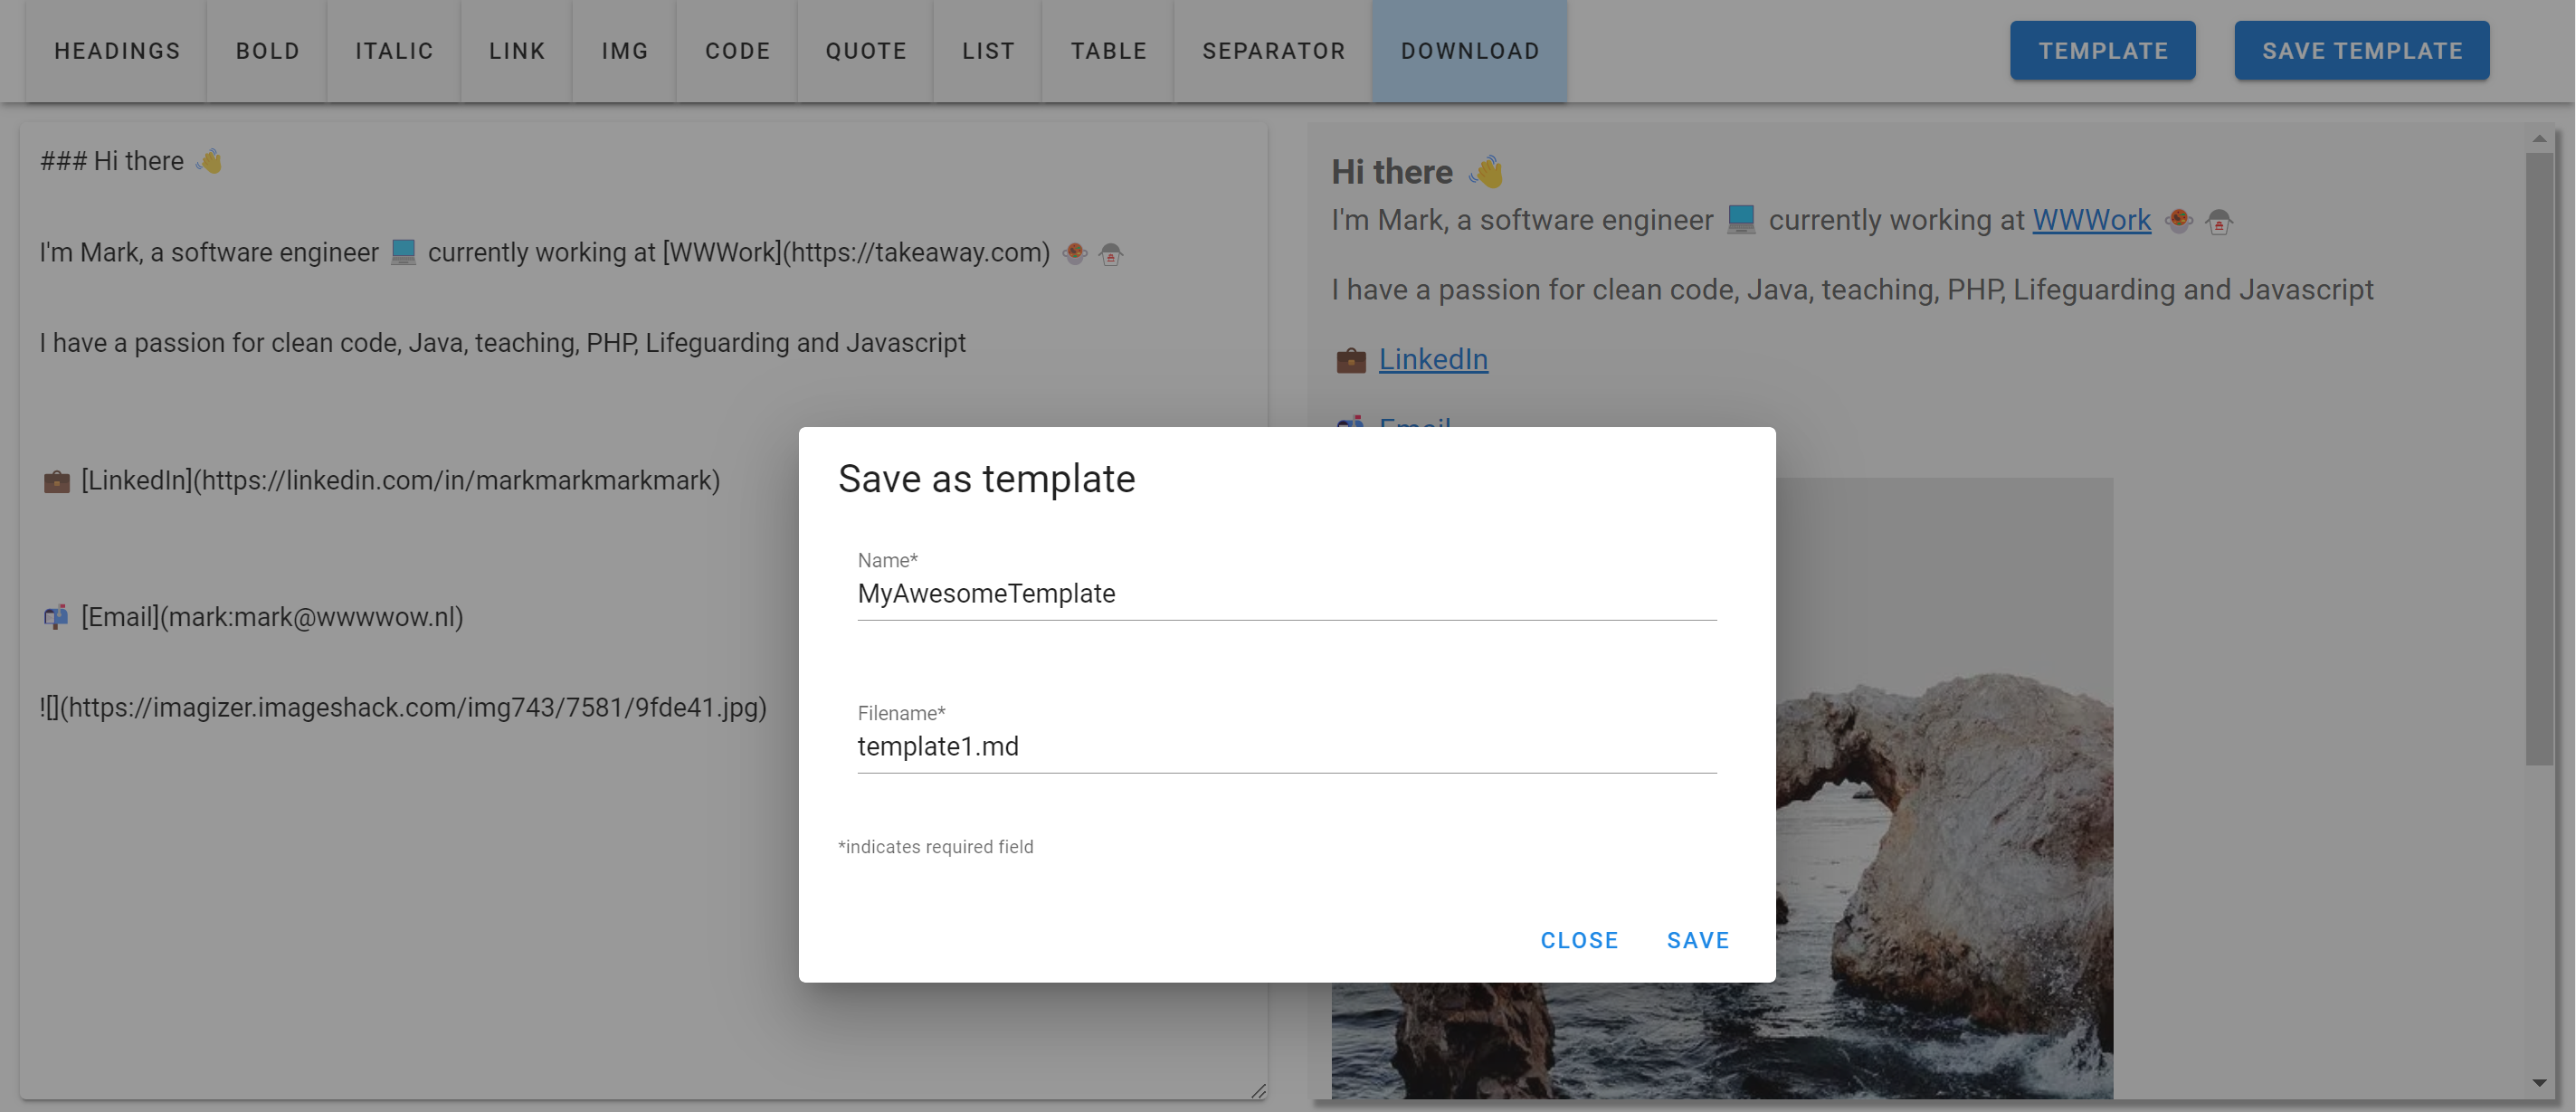 HEADINGS BOLD ITALIC LINK IMG CODE QUOTE LIST TABLE SEPARATOR DOWNLOAD TEMPLATE SAVE TEMPLATE
### Hi there 👋
I'm Mark, a software engineer 💻 currently working at [WWWork](https://takeaway.com)
I have a passion for clean code, Java, teaching, PHP, Lifeguarding and Javascript
💼 [LinkedIn](https://linkedin.com/in/markmarkmarkmark)
📬 [Email](mark:mark@wwwwow.nl)
![](https://imagizer.imageshack.com/img743/7581/9fde41.jpg)
Hi there 👋
I'm Mark, a software engineer 💻 currently working at WWWork
I have a passion for clean code, Java, teaching, PHP, Lifeguarding and Javascript
💼 LinkedIn
📬 Email
Save as template
Name*
MyAwesomeTemplate
Filename*
template1.md
*indicates required field
CLOSE SAVE